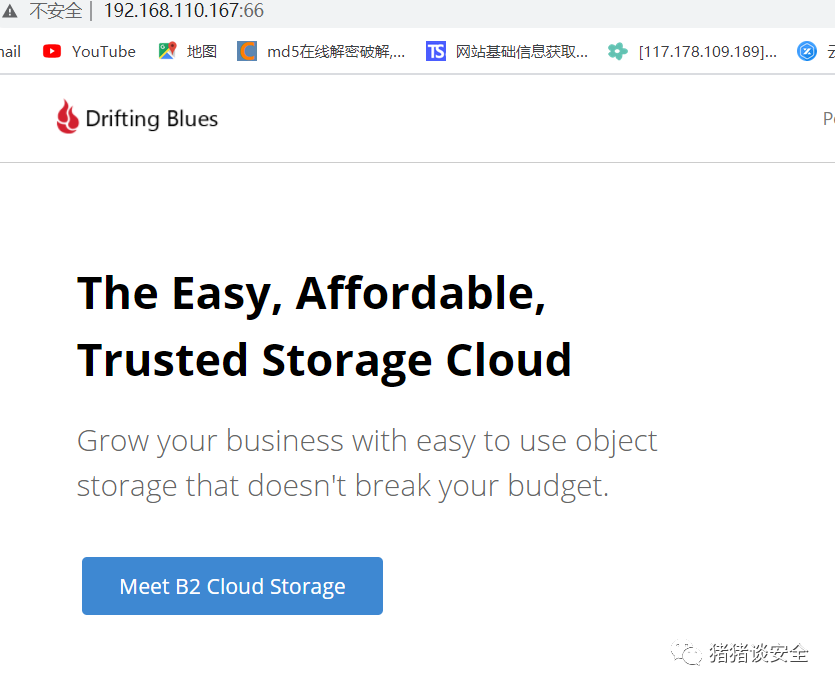 不安全 | 192.168.110.167:66
YouTube 地图 md5在线解密破解,... TS 网站基础信息获取... [117.178.109.189]...
Drifting Blues
The Easy, Affordable,
Trusted Storage Cloud
Grow your business with easy to use object
storage that doesn't break your budget.
Meet B2 Cloud Storage
猪猪谈安全